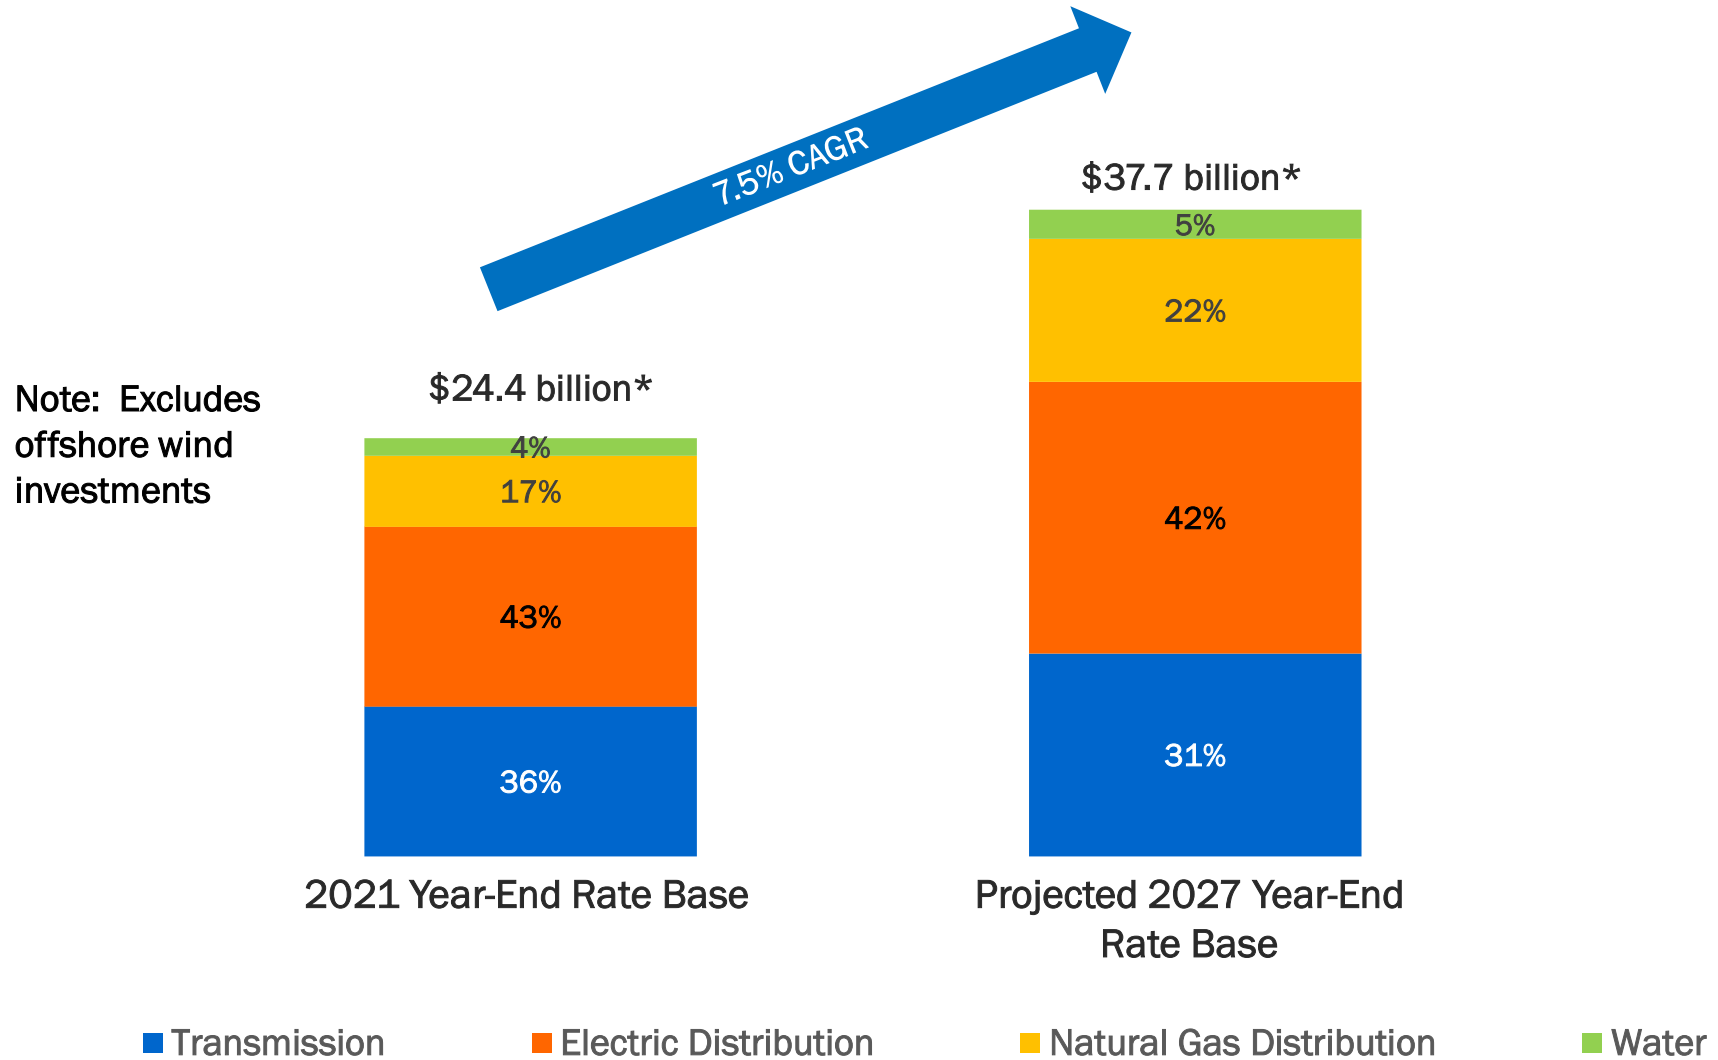 7.5% CAGR
$37.7 billion*
5%
22%
42%
31%
$24.4 billion*
4%
17%
43%
36%
Note:  Excludes
offshore wind
investments
2021 Year-End Rate Base
Projected 2027 Year-End
Rate Base
Transmission
Electric Distribution
Natural Gas Distribution
Water